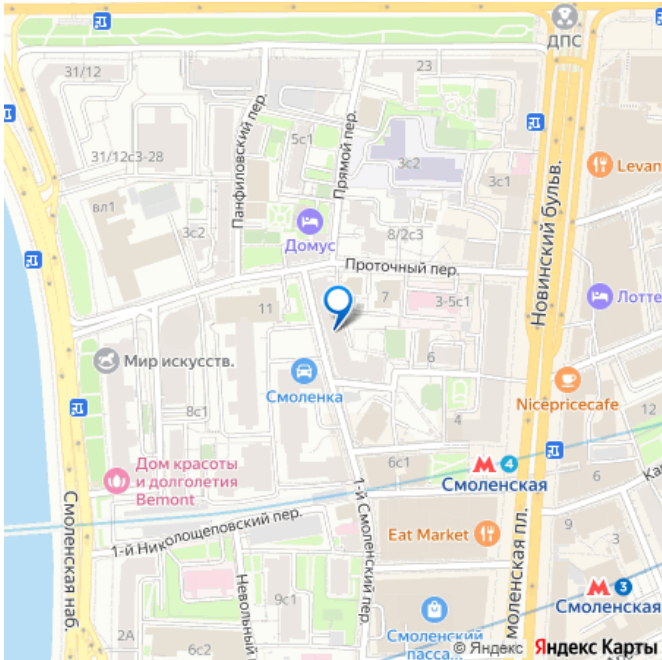 ДПС
31/12
23
Панфиловский пер.
Прямой пер.
5с1
31/12с3-28
3с2
3с1
Levan
вл1
3с2
Домус
8/2с3
Проточный пер.
Новинский бульв.
7
3-5с1
Лотте
11
Мир искусств.
6
Смоленка
Nicepricecafe
8с1
4
Дом красоты
и долголетия
Bemont
6с1
4
Смоленская
6
Смоленская наб.
1-й Николощеповский пер.
1-й Смоленский пер.
Eat Market
моленская пл.
9
3
Смоленская
Невольный
9с1
2А
6с2
Смоленский
пасса...
© Яндекс Яндекс Карты